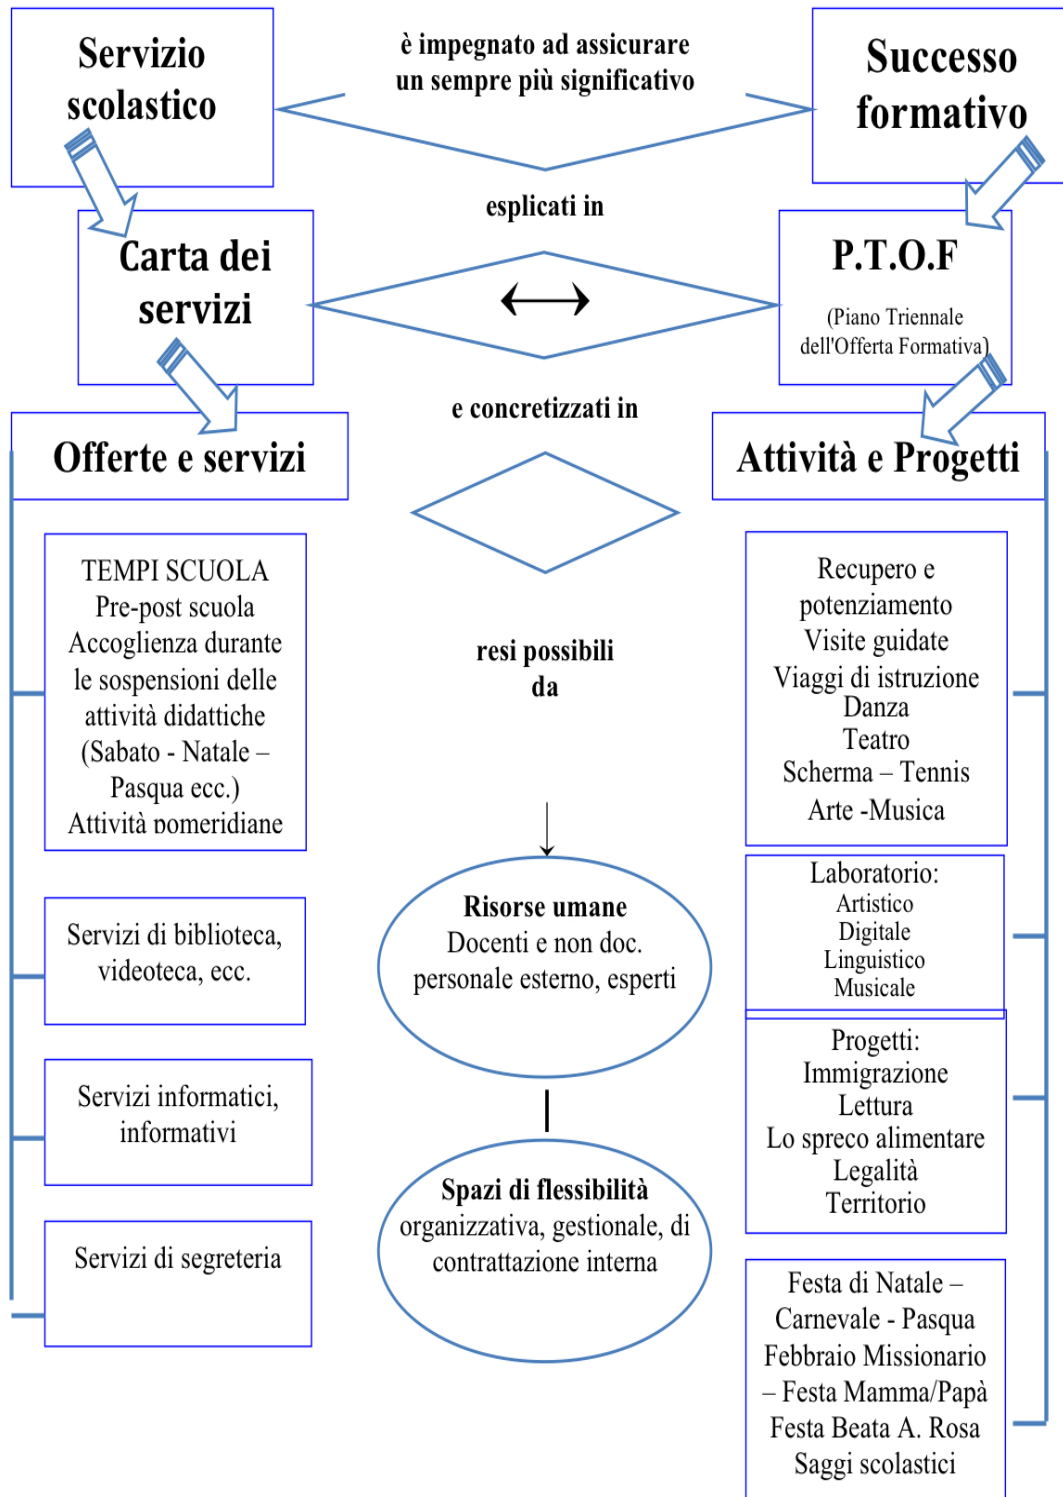 Servizio
scolastico
è impegnato ad assicurare
un sempre più significativo
Successo
formativo
esplicati in
Carta dei
servizi
P.T.O.F
(Piano Triennale
dell'Offerta Formativa)
e concretizzati in
Offerte e servizi
Attività e Progetti
TEMPI SCUOLA
Pre-post scuola
Accoglienza durante
le sospensioni delle
attività didattiche
(Sabato - Natale –
Pasqua ecc.)
Attività pomeridiane
Servizi di biblioteca,
videoteca, ecc.
Servizi informatici,
informativi
Servizi di segreteria
resi possibili
da
Risorse umane
Docenti e non doc.
personale esterno, esperti
Spazi di flessibilità
organizzativa, gestionale, di
contrattazione interna
Recupero e
potenziamento
Visite guidate
Viaggi di istruzione
Danza
Teatro
Scherma – Tennis
Arte -Musica
Laboratorio:
Artistico
Digitale
Linguistico
Musicale
Progetti:
Immigrazione
Lettura
Lo spreco alimentare
Legalità
Territorio
Festa di Natale –
Carnevale - Pasqua
Febbraio Missionario
– Festa Mamma/Papà
Festa Beata A. Rosa
Saggi scolastici